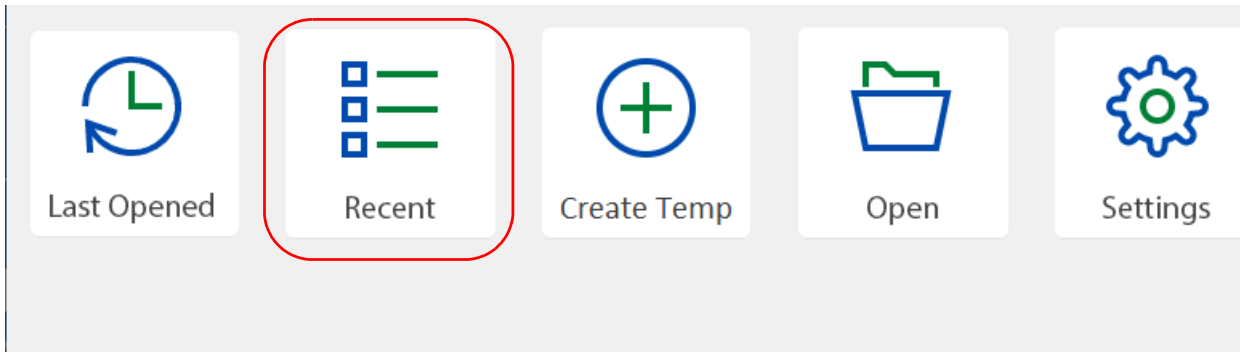 Last Opened
Recent
Create Temp
Open
Settings